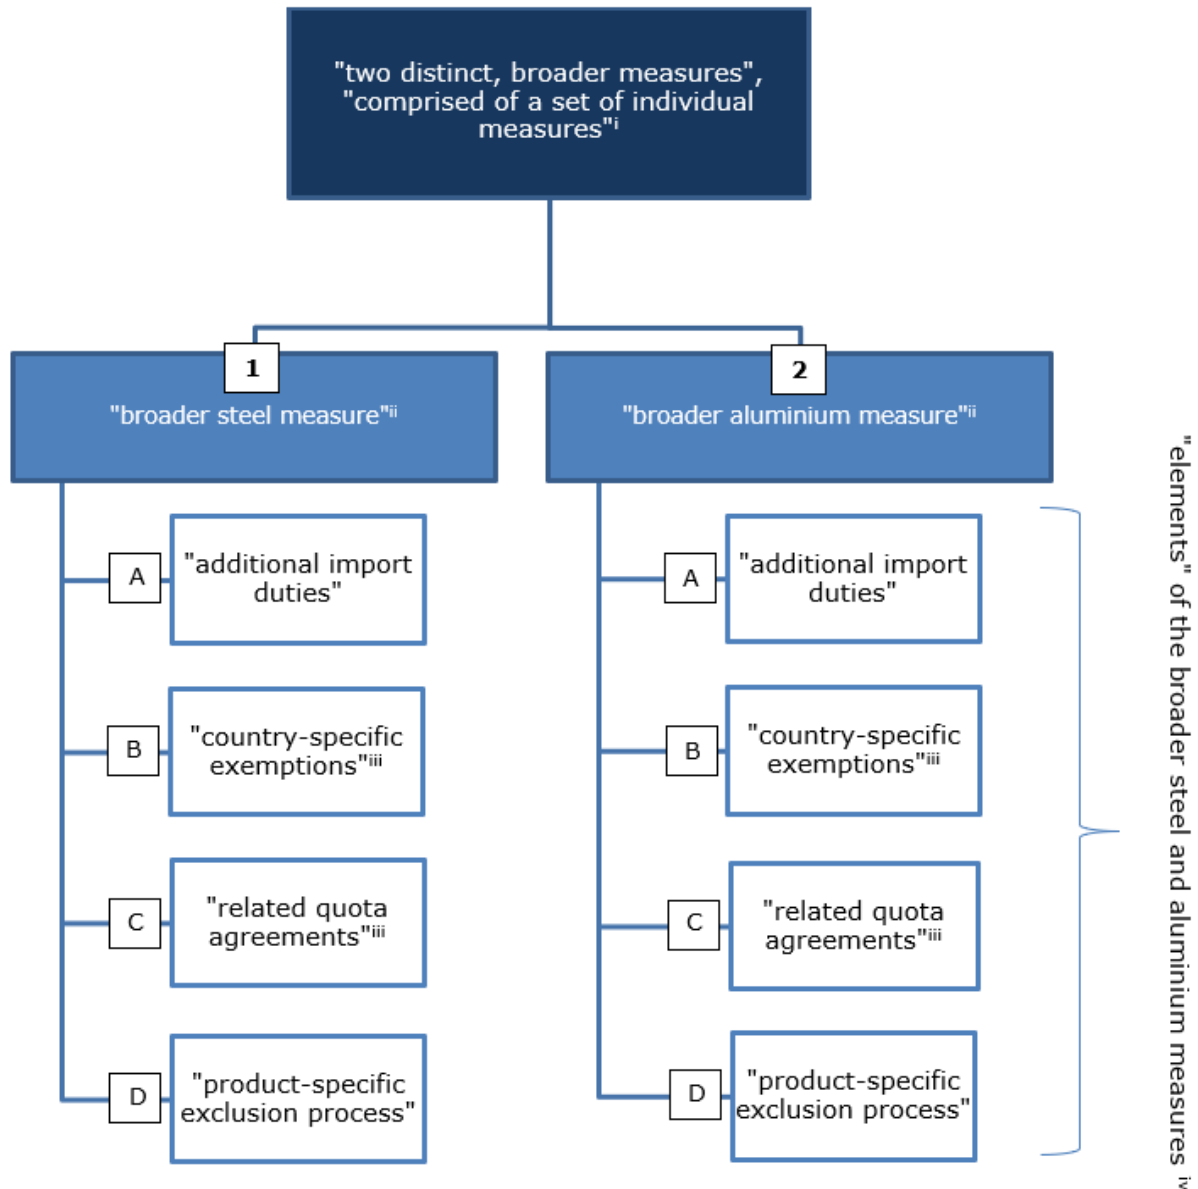 "two distinct, broader measures",
"comprised of a set of individual
measures"ⁱ
1
"broader steel measure"ⁱⁱ
A
"additional import
duties"
B
"country-specific
exemptions"ⁱⁱⁱ
C
"related quota
agreements"ⁱⁱⁱ
D
"product-specific
exclusion process"
2
"broader aluminium measure"ⁱⁱ
A
"additional import
duties"
B
"country-specific
exemptions"ⁱⁱⁱ
C
"related quota
agreements"ⁱⁱⁱ
D
"product-specific
exclusion process"
"elements" of the broader steel and aluminium measures ⁱᵛ